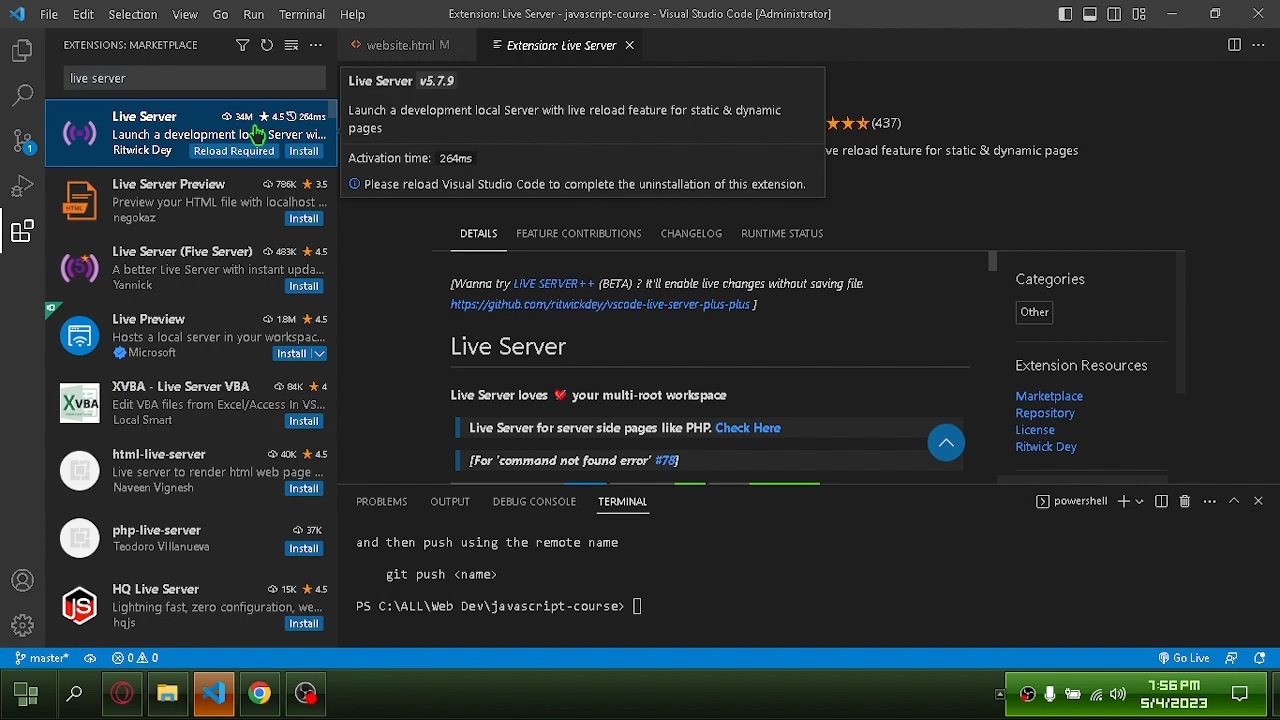 File Edit Selection View Go Run Terminal Help
Extension: Live Server - javascript-course - Visual Studio Code [Administrator]
EXTENSIONS: MARKETPLACE
live server
Live Server 34M 4.5 264ms
Launch a development local Server wi...
Ritwick Dey Reload Required Install
Live Server Preview 786K 3.5
Preview your HTML file with localhost ...
negokaz Install
Live Server (Five Server) 483K 4.5
A better Live Server with instant upda...
Yannick Install
Live Preview 1.8M 4.5
Hosts a local server in your workspac...
Microsoft Install
XVBA - Live Server VBA 84K 4
Edit VBA files from Excel/Access In VS...
Local Smart Install
html-live-server 40K 4.5
Live server to render html web page ...
Naveen Vignesh Install
php-live-server 37K
Teodoro VIllanueva Install
HQ Live Server 15K 4.5
Lightning fast, zero configuration, we...
hqjs Install
website.html M
Extension: Live Server
Live Server v5.7.9
Launch a development local Server with live reload feature for static & dynamic
pages
Activation time: 264ms
Please reload Visual Studio Code to complete the uninstallation of this extension.
(437)
ve reload feature for static & dynamic pages
DETAILS FEATURE CONTRIBUTIONS CHANGELOG RUNTIME STATUS
[Wanna try LIVE SERVER++ (BETA) ? It'll enable live changes without saving file.
https://github.com/ritwickdey/vscode-live-server-plus-plus ]
Live Server
Live Server loves 💖 your multi-root workspace
Live Server for server side pages like PHP. Check Here
[For 'command not found error' #78]
Categories
Other
Extension Resources
Marketplace
Repository
License
Ritwick Dey
PROBLEMS OUTPUT DEBUG CONSOLE TERMINAL
powershell
and then push using the remote name
git push <name>
PS C:\ALL\Web Dev\javascript-course>
1
master* 0 0
Go Live
1:56 PM
5/4/2023